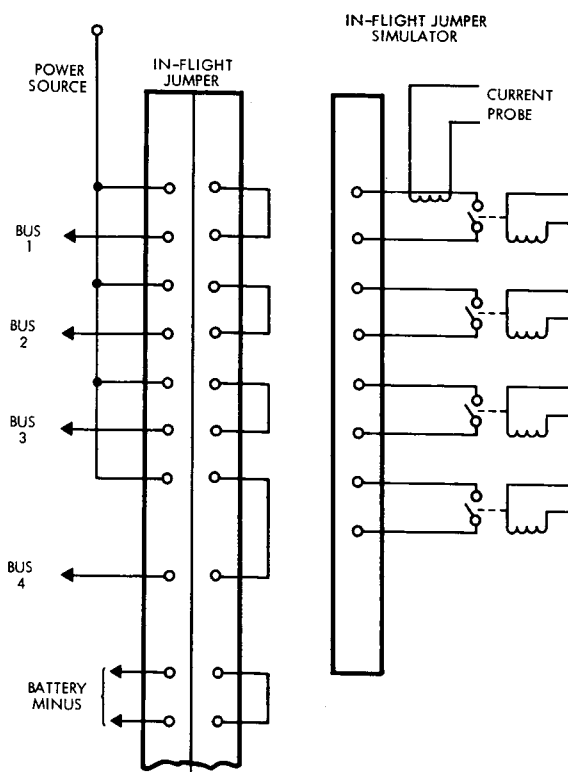 IN-FLIGHT JUMPER
SIMULATOR
POWER
SOURCE
IN-FLIGHT
JUMPER
CURRENT
PROBE
BUS
1
BUS
2
BUS
3
BUS
4
BATTERY
MINUS